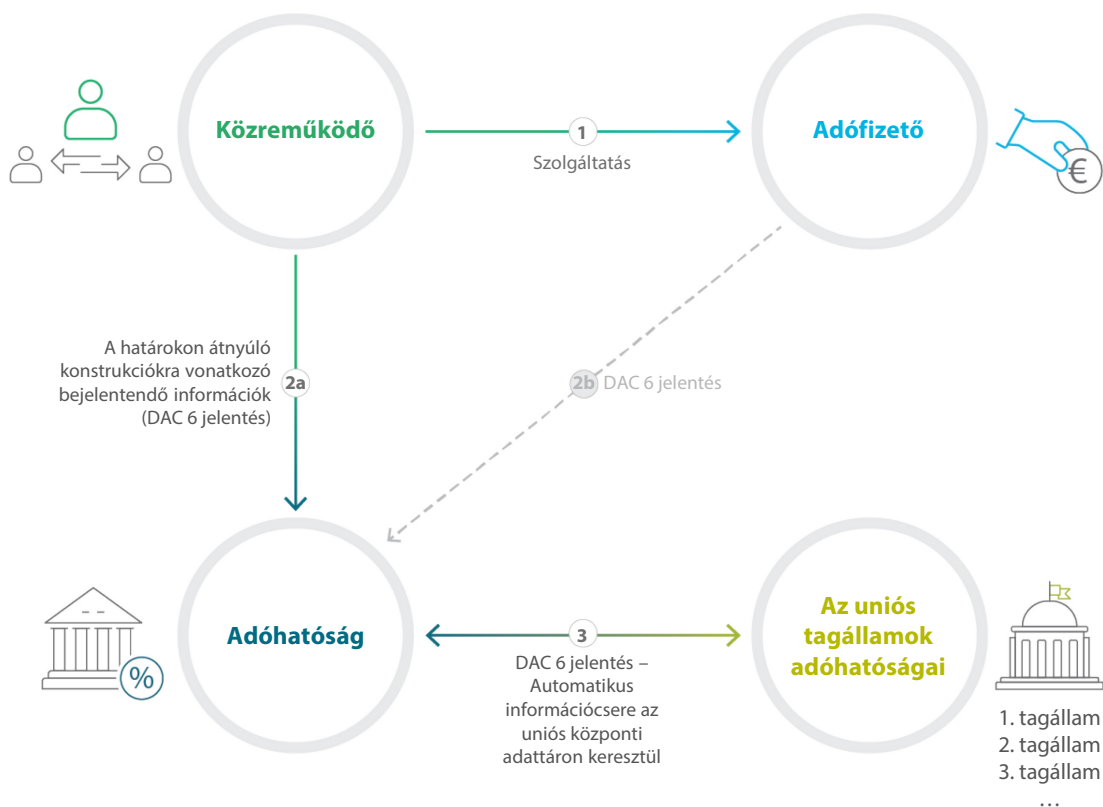 Közreműködő
1
Szolgáltatás
Adófizető
€
A határokon átnyúló
konstrukciókra vonatkozó
bejelentendő információk
(DAC 6 jelentés)
2a
2b DAC 6 jelentés
%
Adóhatóság
3
DAC 6 jelentés –
Automatikus
információcsere az
uniós központi
adattáron keresztül
Az uniós
tagállamok
adóhatóságai
1. tagállam
2. tagállam
3. tagállam
…